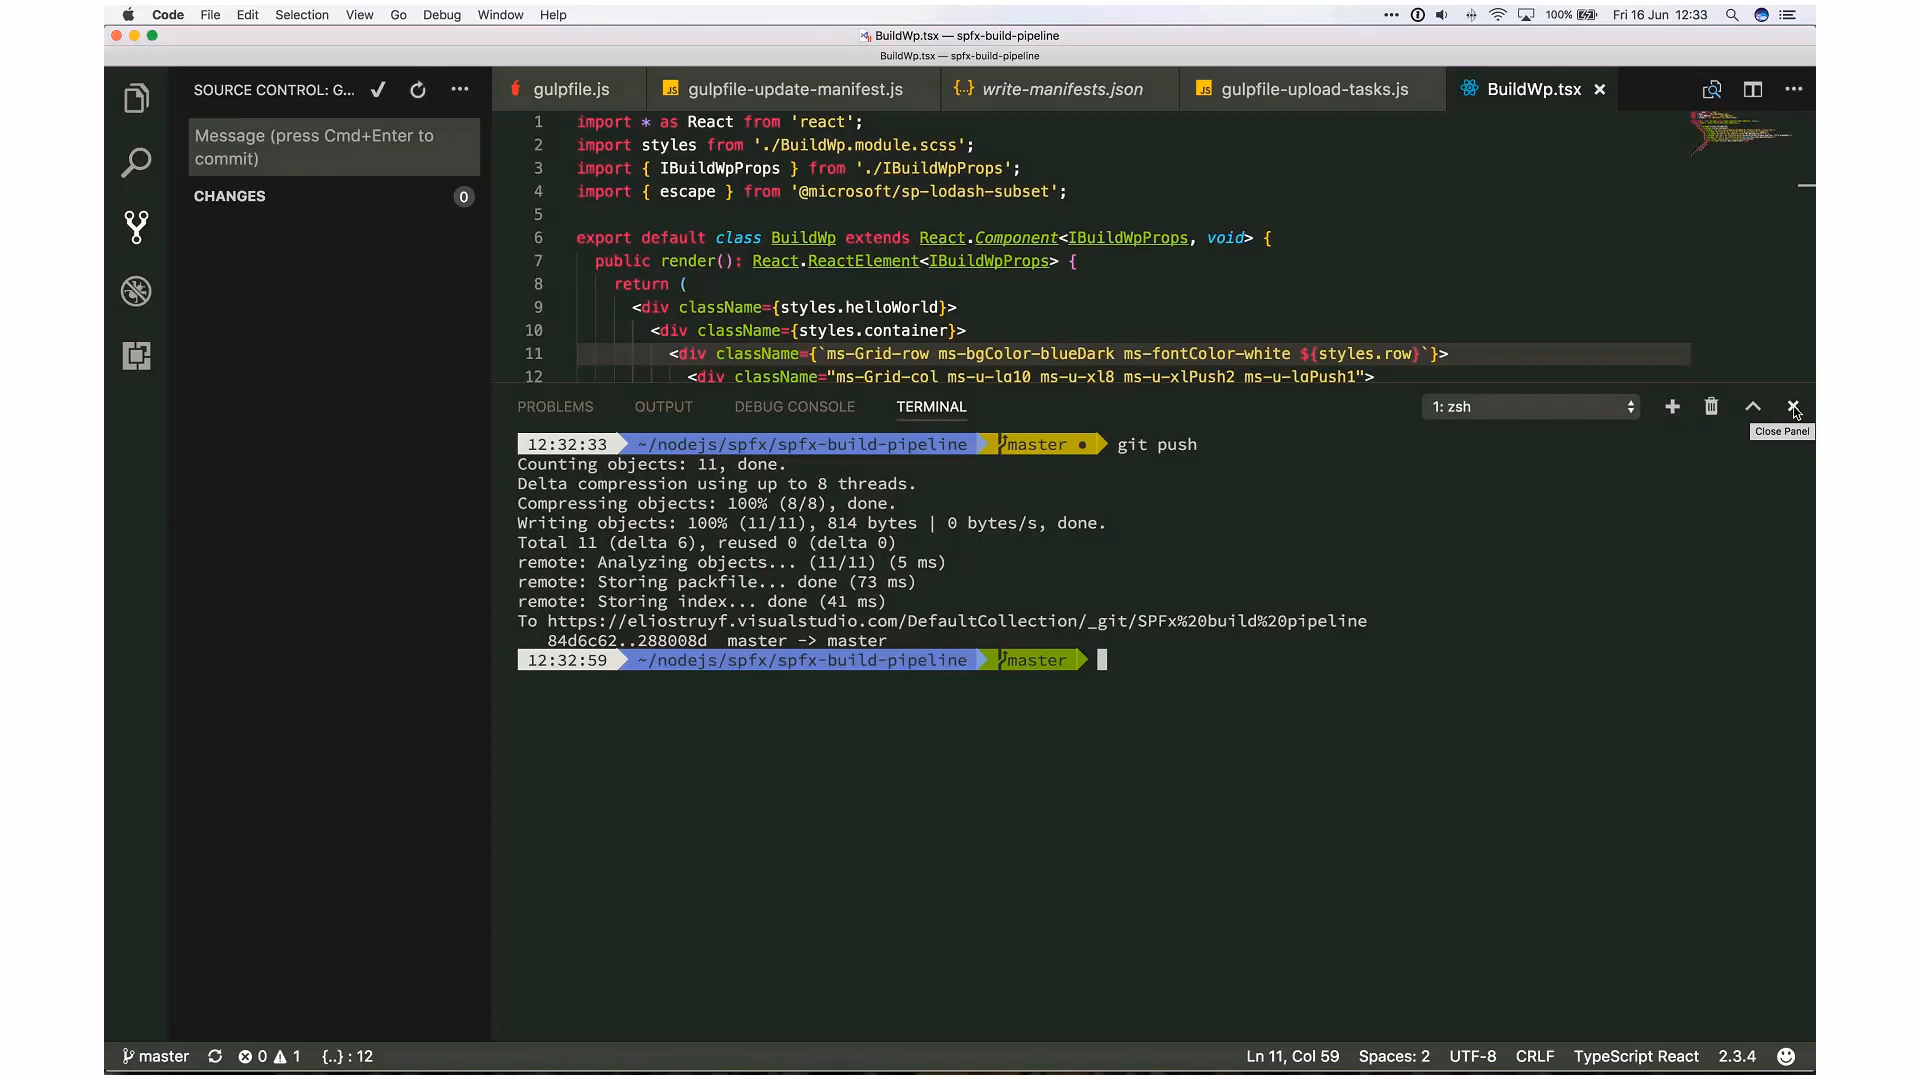 Code File Edit Selection View Go Debug Window Help 100% Fri 16 Jun 12:33
BuildWp.tsx — spfx-build-pipeline
BuildWp.tsx — spfx-build-pipeline
SOURCE CONTROL: G...
Message (press Cmd+Enter to
commit)
CHANGES 0
gulpfile.js JS gulpfile-update-manifest.js {··} write-manifests.json JS gulpfile-upload-tasks.js BuildWp.tsx
1 import * as React from 'react';
2 import styles from './BuildWp.module.scss';
3 import { IBuildWpProps } from './IBuildWpProps';
4 import { escape } from '@microsoft/sp-lodash-subset';
5
6 export default class BuildWp extends React.Component<IBuildWpProps, void> {
7 public render(): React.ReactElement<IBuildWpProps> {
8 return (
9 <div className={styles.helloWorld}>
10 <div className={styles.container}>
11 <div className={`ms-Grid-row ms-bgColor-blueDark ms-fontColor-white ${styles.row}`}>
12 <div className="ms-Grid-col ms-u-lg10 ms-u-xl8 ms-u-xlPush2 ms-u-lgPush1">
PROBLEMS OUTPUT DEBUG CONSOLE TERMINAL 1: zsh
Close Panel
12:32:33 ~/nodejs/spfx/spfx-build-pipeline master ● git push
Counting objects: 11, done.
Delta compression using up to 8 threads.
Compressing objects: 100% (8/8), done.
Writing objects: 100% (11/11), 814 bytes | 0 bytes/s, done.
Total 11 (delta 6), reused 0 (delta 0)
remote: Analyzing objects... (11/11) (5 ms)
remote: Storing packfile... done (73 ms)
remote: Storing index... done (41 ms)
To https://eliostruyf.visualstudio.com/DefaultCollection/_git/SPFx%20build%20pipeline
84d6c62..288008d master -> master
12:32:59 ~/nodejs/spfx/spfx-build-pipeline master
master 0 1 {..} : 12 Ln 11, Col 59 Spaces: 2 UTF-8 CRLF TypeScript React 2.3.4